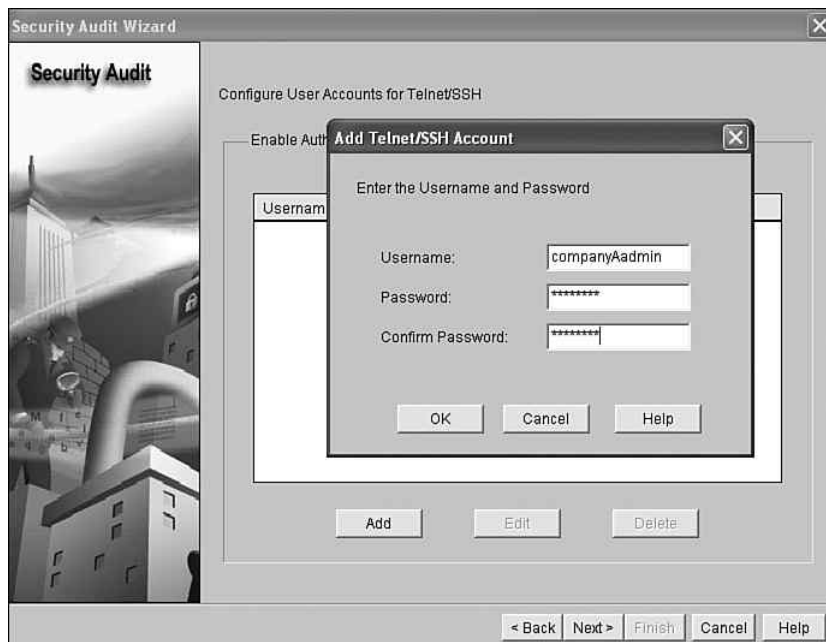 Security Audit Wizard
Security Audit
Configure User Accounts for Telnet/SSH
Enable Auth
Usernam
Add Telnet/SSH Account
Enter the Username and Password
Username: companyAadmin
Password: ********
Confirm Password: ********
OK Cancel Help
Add Edit Delete
< Back Next > Finish Cancel Help